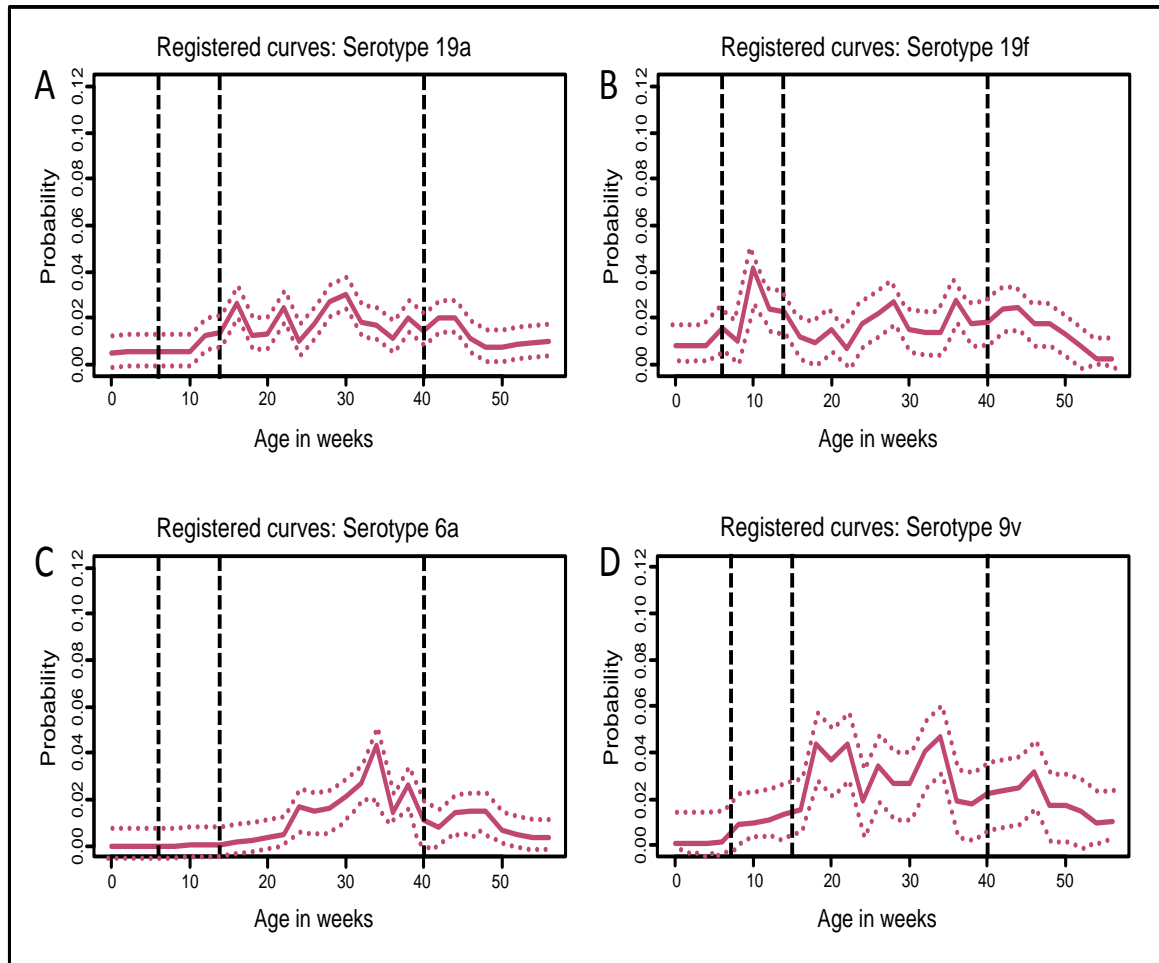 A
Registered curves: Serotype 19a
Probability
0.12
0.10
0.08
0.06
0.04
0.02
0.00
0 10 20 30 40 50
Age in weeks
B
Registered curves: Serotype 19f
Probability
0.12
0.10
0.08
0.06
0.04
0.02
0.00
0 10 20 30 40 50
Age in weeks
C
Registered curves: Serotype 6a
Probability
0.12
0.10
0.08
0.06
0.04
0.02
0.00
0 10 20 30 40 50
Age in weeks
D
Registered curves: Serotype 9v
Probability
0.12
0.10
0.08
0.06
0.04
0.02
0.00
0 10 20 30 40 50
Age in weeks